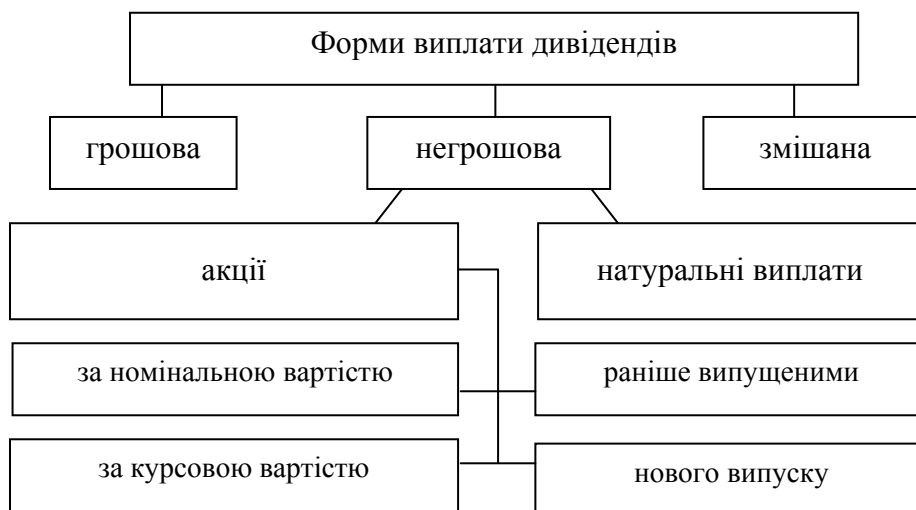 Форми виплати дивідендів
грошова
негрошова
змішана
акції
натуральні виплати
за номінальною вартістю
раніше випущеними
за курсовою вартістю
нового випуску